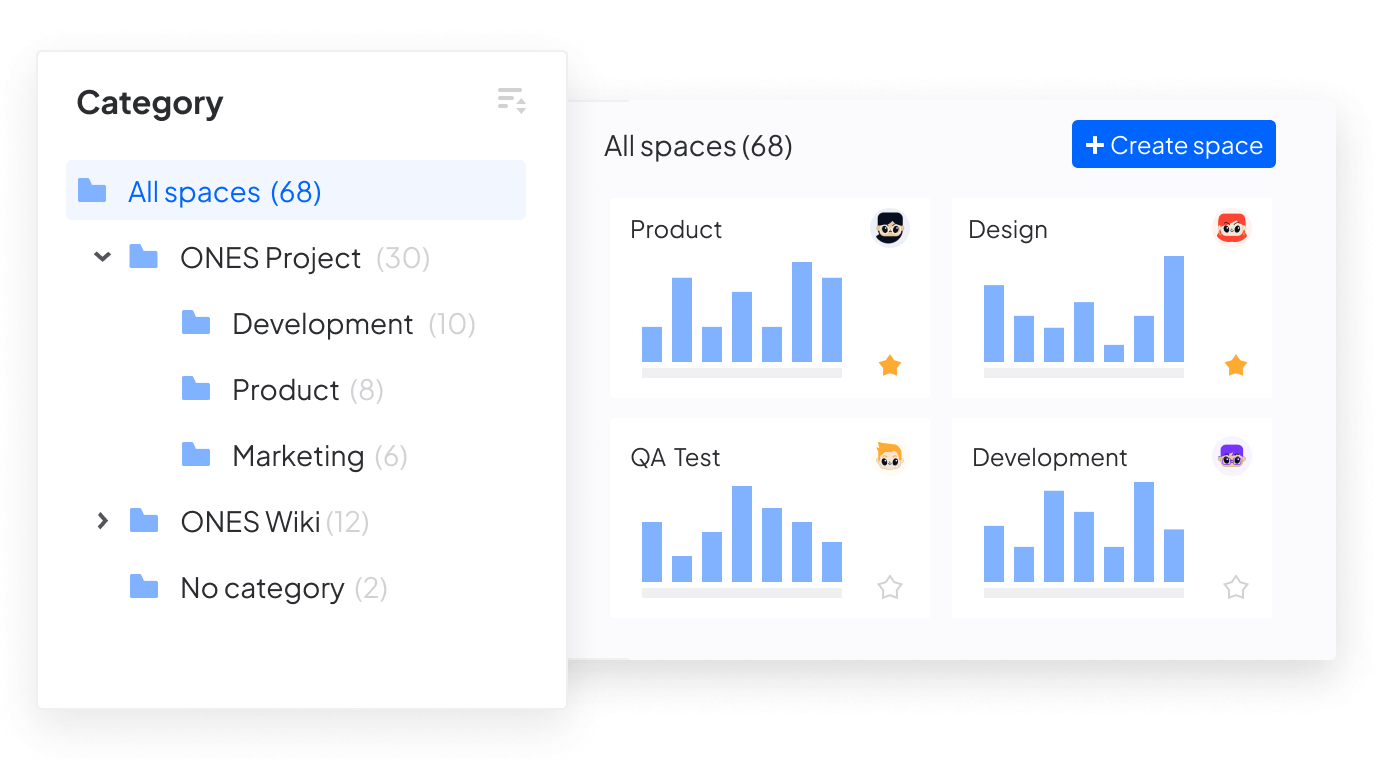 Category
All spaces (68)
ONES Project (30)
Development (10)
Product (8)
Marketing (6)
ONES Wiki (12)
No category (2)
All spaces (68)
+ Create space
Product
Design
QA Test
Development